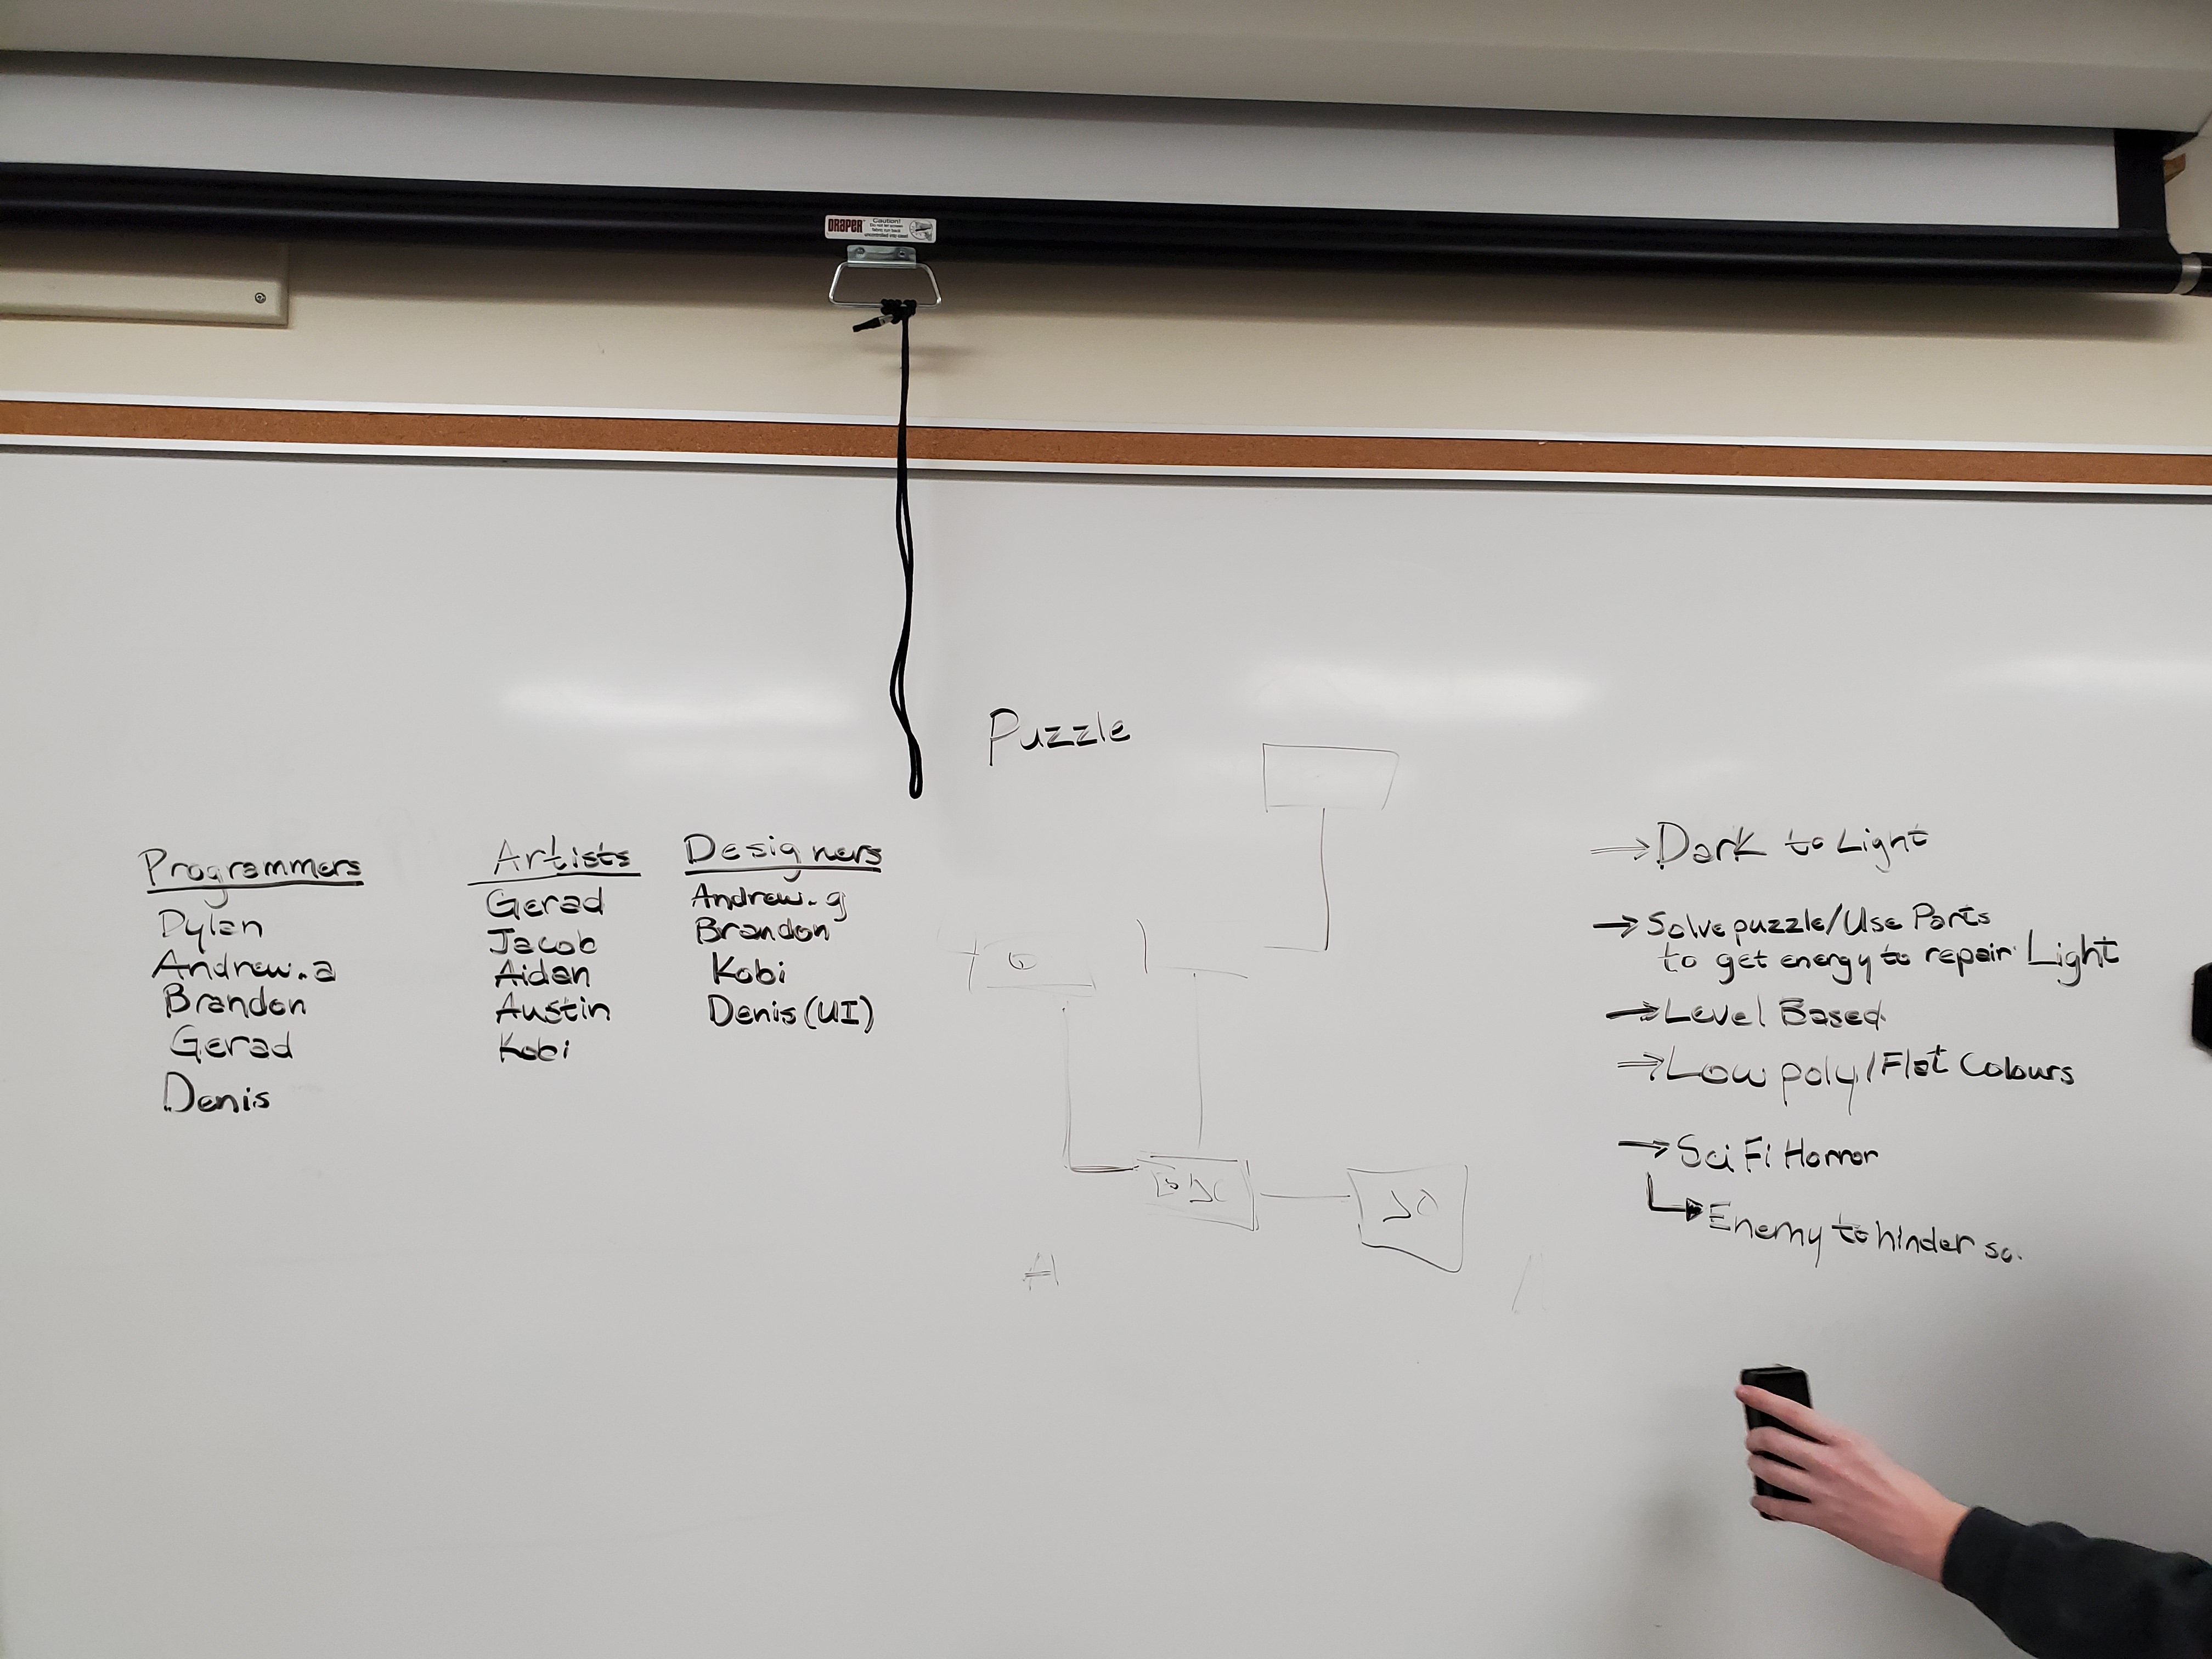 DRAPER
Caution!
Puzzle
Programmers
Dylan
Andrew.a
Brandon
Gerad
Denis
Artists
Gerad
Jacob
Aidan
Austin
Kobi
Designers
Andrew.g
Brandon
Kobi
Denis (UI)
A
→ Dark to Light
→ Solve puzzle/Use Parts
to get energy to repair Light
→ Level Based
→ Low poly/Flat Colours
→ Sci Fi Horror
Enemy to hinder